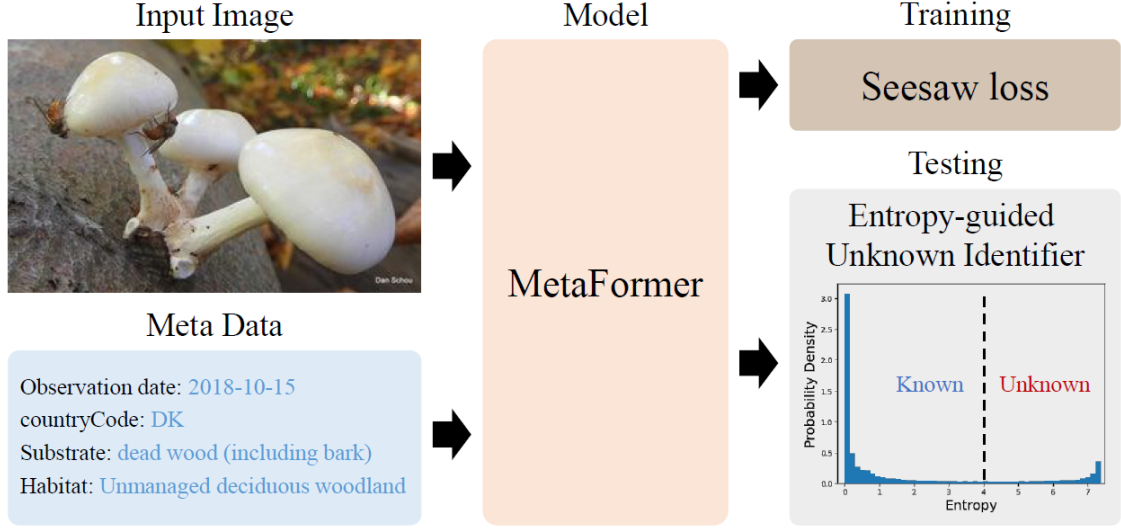 Input Image
Dan Schou
Meta Data
Observation date: 2018-10-15
countryCode: DK
Substrate: dead wood (including bark)
Habitat: Unmanaged deciduous woodland
Model
MetaFormer
Training
Seesaw loss
Testing
Entropy-guided
Unknown Identifier
Probability Density
3.0
2.5
2.0
1.5
1.0
0.5
0.0
Known
Unknown
0 1 2 3 4 5 6 7
Entropy